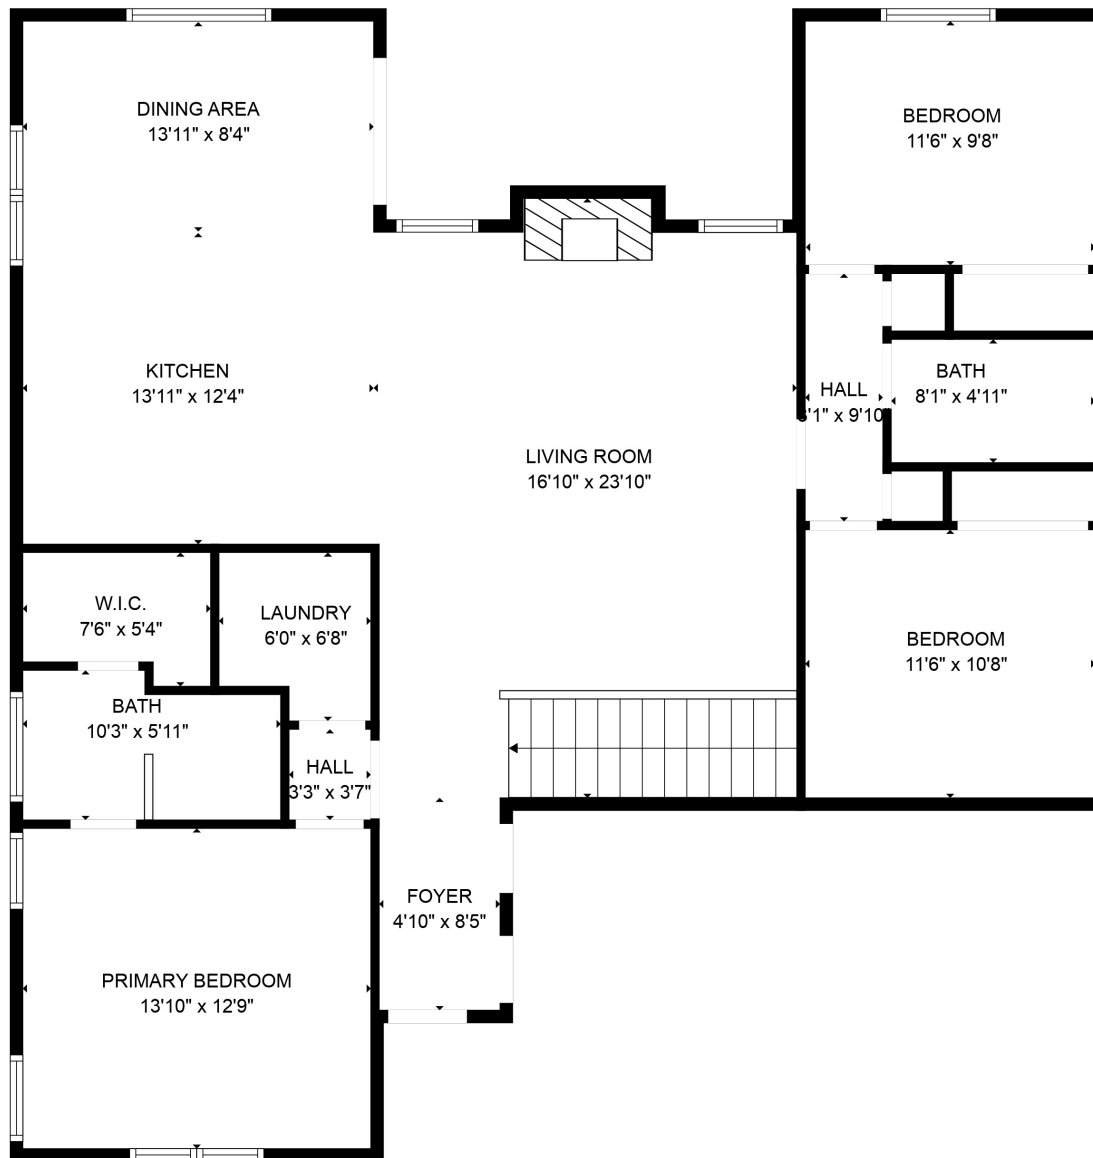 DINING AREA
13'11" x 8'4"
BEDROOM
11'6" x 9'8"
KITCHEN
13'11" x 12'4"
HALL
x 9'10"
BATH
8'1" x 4'11"
LIVING ROOM
16'10" x 23'10"
W.I.C.
7'6" x 5'4"
LAUNDRY
6'0" x 6'8"
BEDROOM
11'6" x 10'8"
BATH
10'3" x 5'11"
HALL
3'3" x 3'7"
FOYER
4'10" x 8'5"
PRIMARY BEDROOM
13'10" x 12'9"